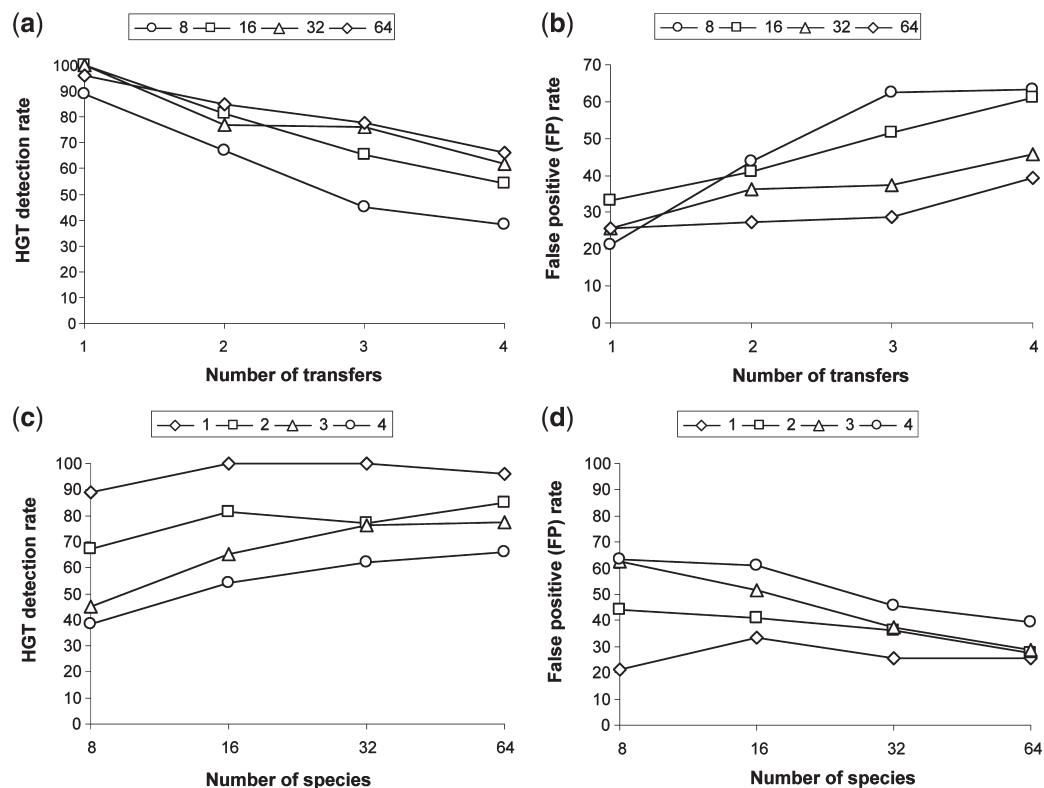 (a)
8 16 32 64
100
90
80
70
60
50
40
30
20
10
0
HGT detection rate
1 2 3 4
Number of transfers
(b)
8 16 32 64
70
60
50
40
30
20
10
0
False positive (FP) rate
1 2 3 4
Number of transfers
(c)
1 2 3 4
100
90
80
70
60
50
40
30
20
10
0
HGT detection rate
8 16 32 64
Number of species
(d)
1 2 3 4
100
90
80
70
60
50
40
30
20
10
0
False positive (FP) rate
8 16 32 64
Number of species